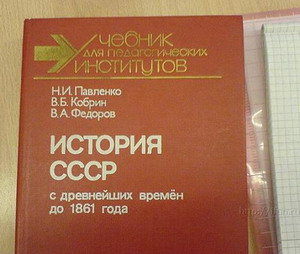 Учебник
для педагогических
институтов
Н.И. Павленко
В.Б. Кобрин
В.А. Федоров
ИСТОРИЯ
СССР
с древнейших времён
до 1861 года